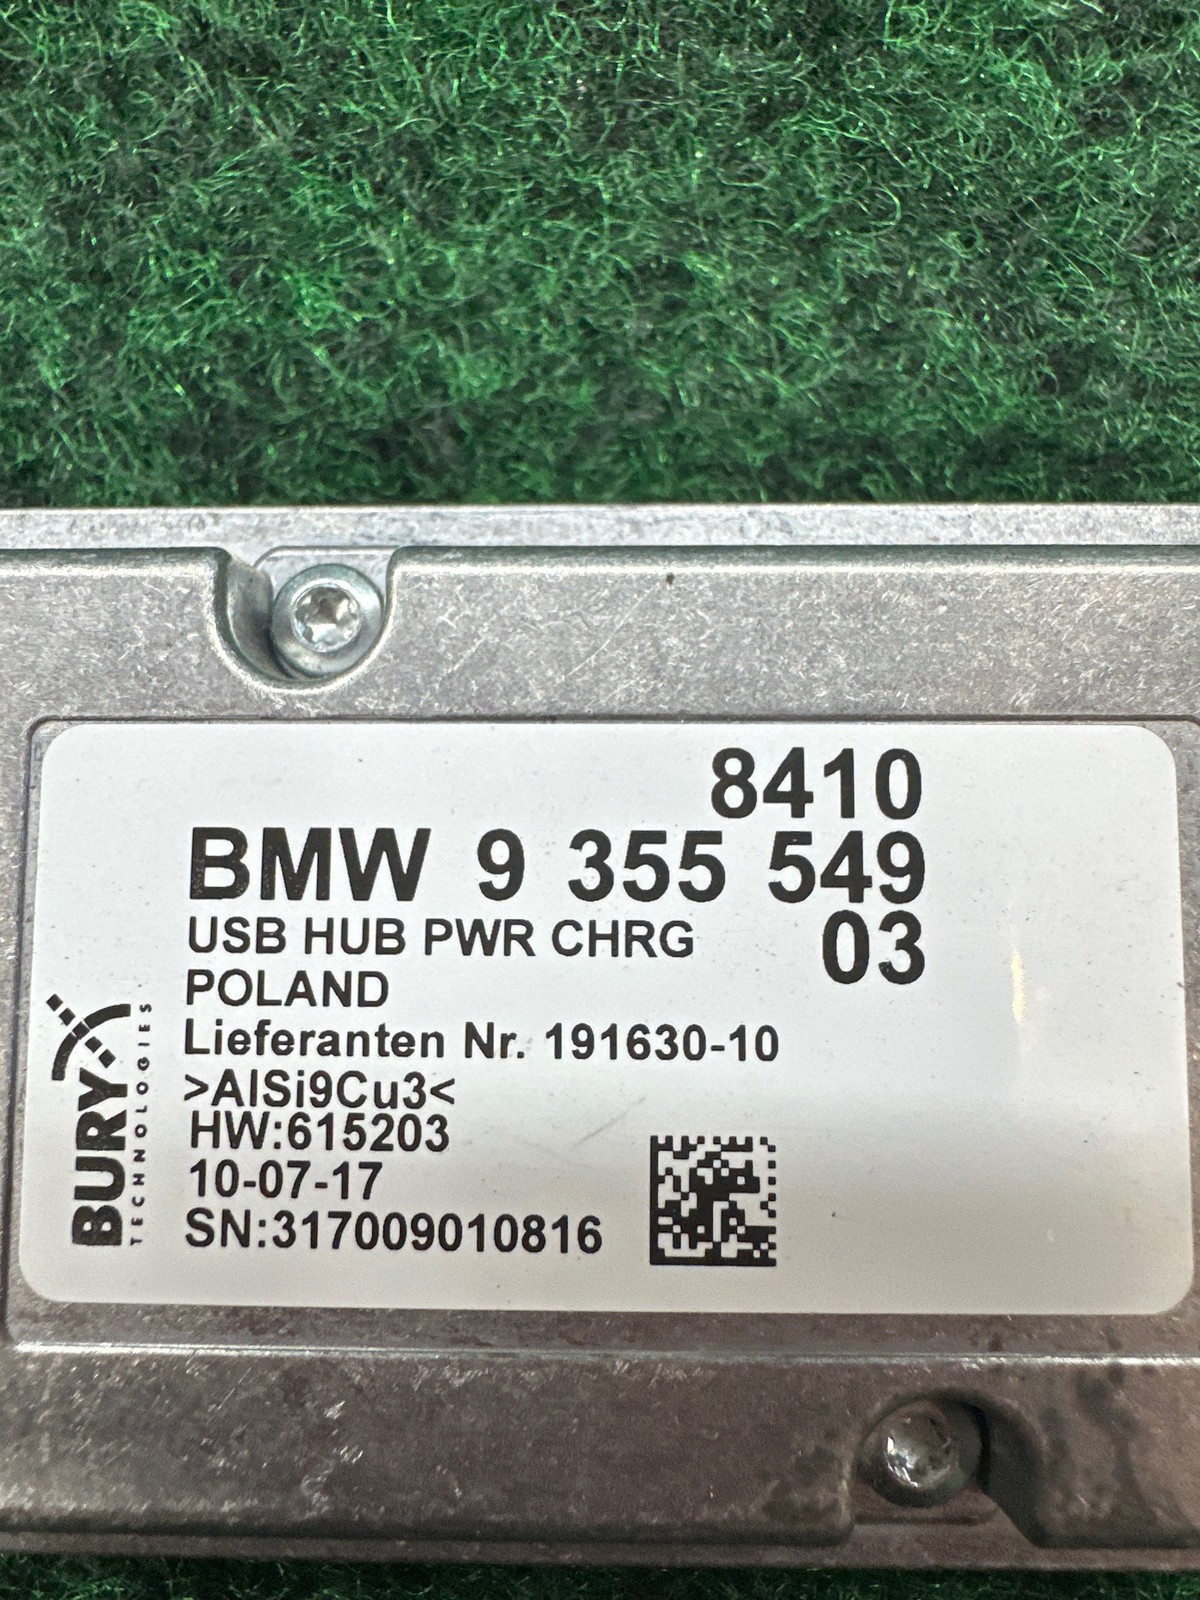 8410
BMW 9 355 549
USB HUB PWR CHRG 03
POLAND
Lieferanten Nr. 191630-10
>AlSi9Cu3<
HW:615203
10-07-17
SN:317009010816
BURY
TECHNOLOGIES